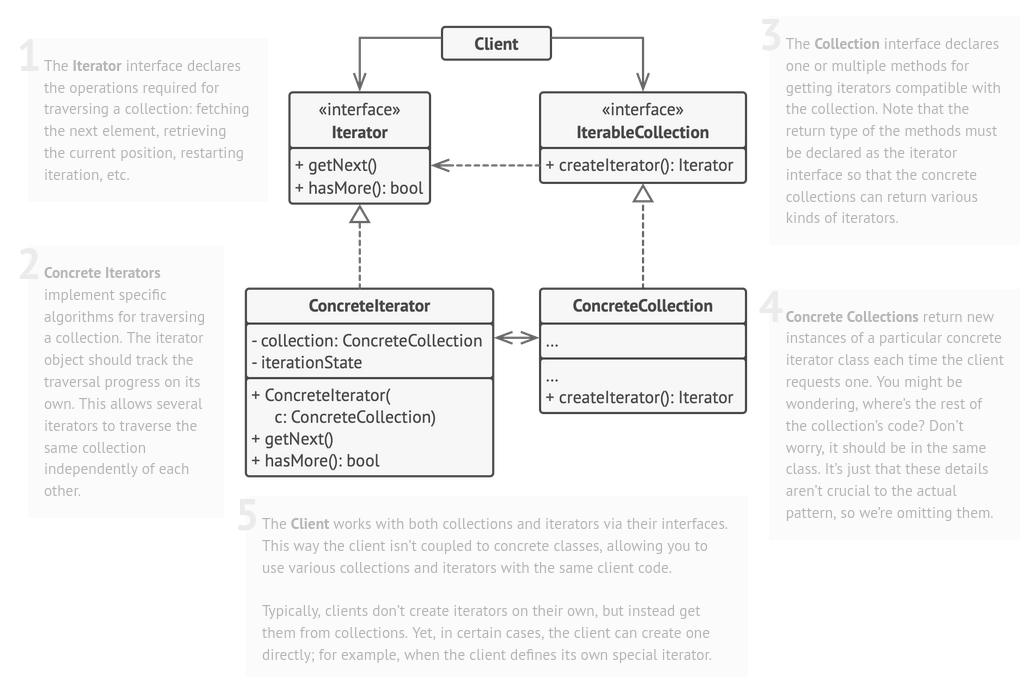 Client
1
The Iterator interface declares
the operations required for
traversing a collection: fetching
the next element, retrieving
the current position, restarting
iteration, etc.
«interface»
Iterator
+ getNext()
+ hasMore(): bool
«interface»
IterableCollection
+ createIterator(): Iterator
3
The Collection interface declares
one or multiple methods for
getting iterators compatible with
the collection. Note that the
return type of the methods must
be declared as the iterator
interface so that the concrete
collections can return various
kinds of iterators.
2
Concrete Iterators
implement specific
algorithms for traversing
a collection. The iterator
object should track the
traversal progress on its
own. This allows several
iterators to traverse the
same collection
independently of each
other.
ConcreteIterator
- collection: ConcreteCollection
- iterationState
+ ConcreteIterator(
c: ConcreteCollection)
+ getNext()
+ hasMore(): bool
ConcreteCollection
...
...
+ createIterator(): Iterator
4
Concrete Collections return new
instances of a particular concrete
iterator class each time the client
requests one. You might be
wondering, where's the rest of
the collection's code? Don't
worry, it should be in the same
class. It's just that these details
aren't crucial to the actual
pattern, so we're omitting them.
5
The Client works with both collections and iterators via their interfaces.
This way the client isn't coupled to concrete classes, allowing you to
use various collections and iterators with the same client code.
Typically, clients don't create iterators on their own, but instead get
them from collections. Yet, in certain cases, the client can create one
directly; for example, when the client defines its own special iterator.